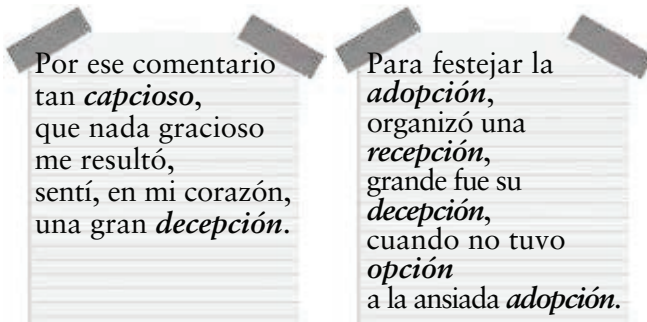 Por ese comentario
tan capcioso,
que nada gracioso
me resultó,
sentí, en mi corazón,
una gran decepción.
Para festejar la
adopción,
organizó una
recepción,
grande fue su
decepción,
cuando no tuvo
opción
a la ansiada adopción.